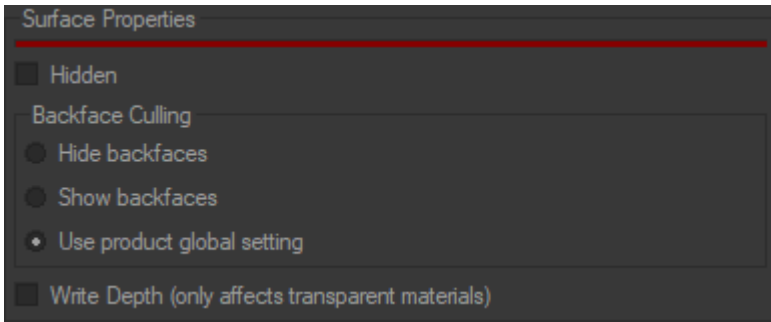 Surface Properties
Hidden
Backface Culling
Hide backfaces
Show backfaces
Use product global setting
Write Depth (only affects transparent materials)